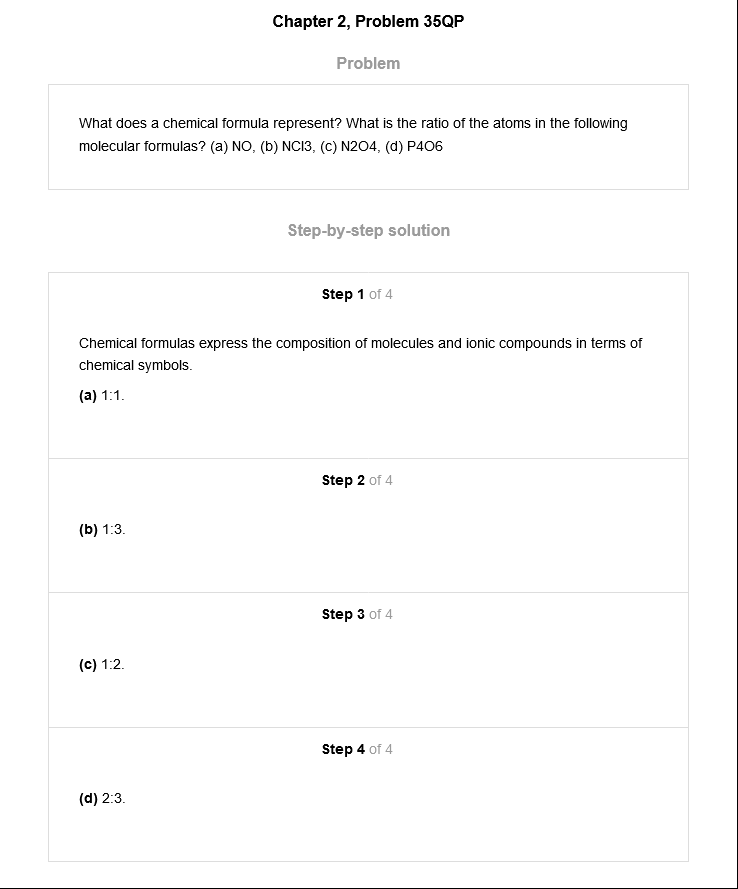 Chapter 2, Problem 35QP
Problem
What does a chemical formula represent? What is the ratio of the atoms in the following
molecular formulas? (a) NO, (b) NCl3, (c) N2O4, (d) P4O6
Step-by-step solution
Step 1 of 4
Chemical formulas express the composition of molecules and ionic compounds in terms of
chemical symbols.
(a) 1:1.
Step 2 of 4
(b) 1:3.
Step 3 of 4
(c) 1:2.
Step 4 of 4
(d) 2:3.